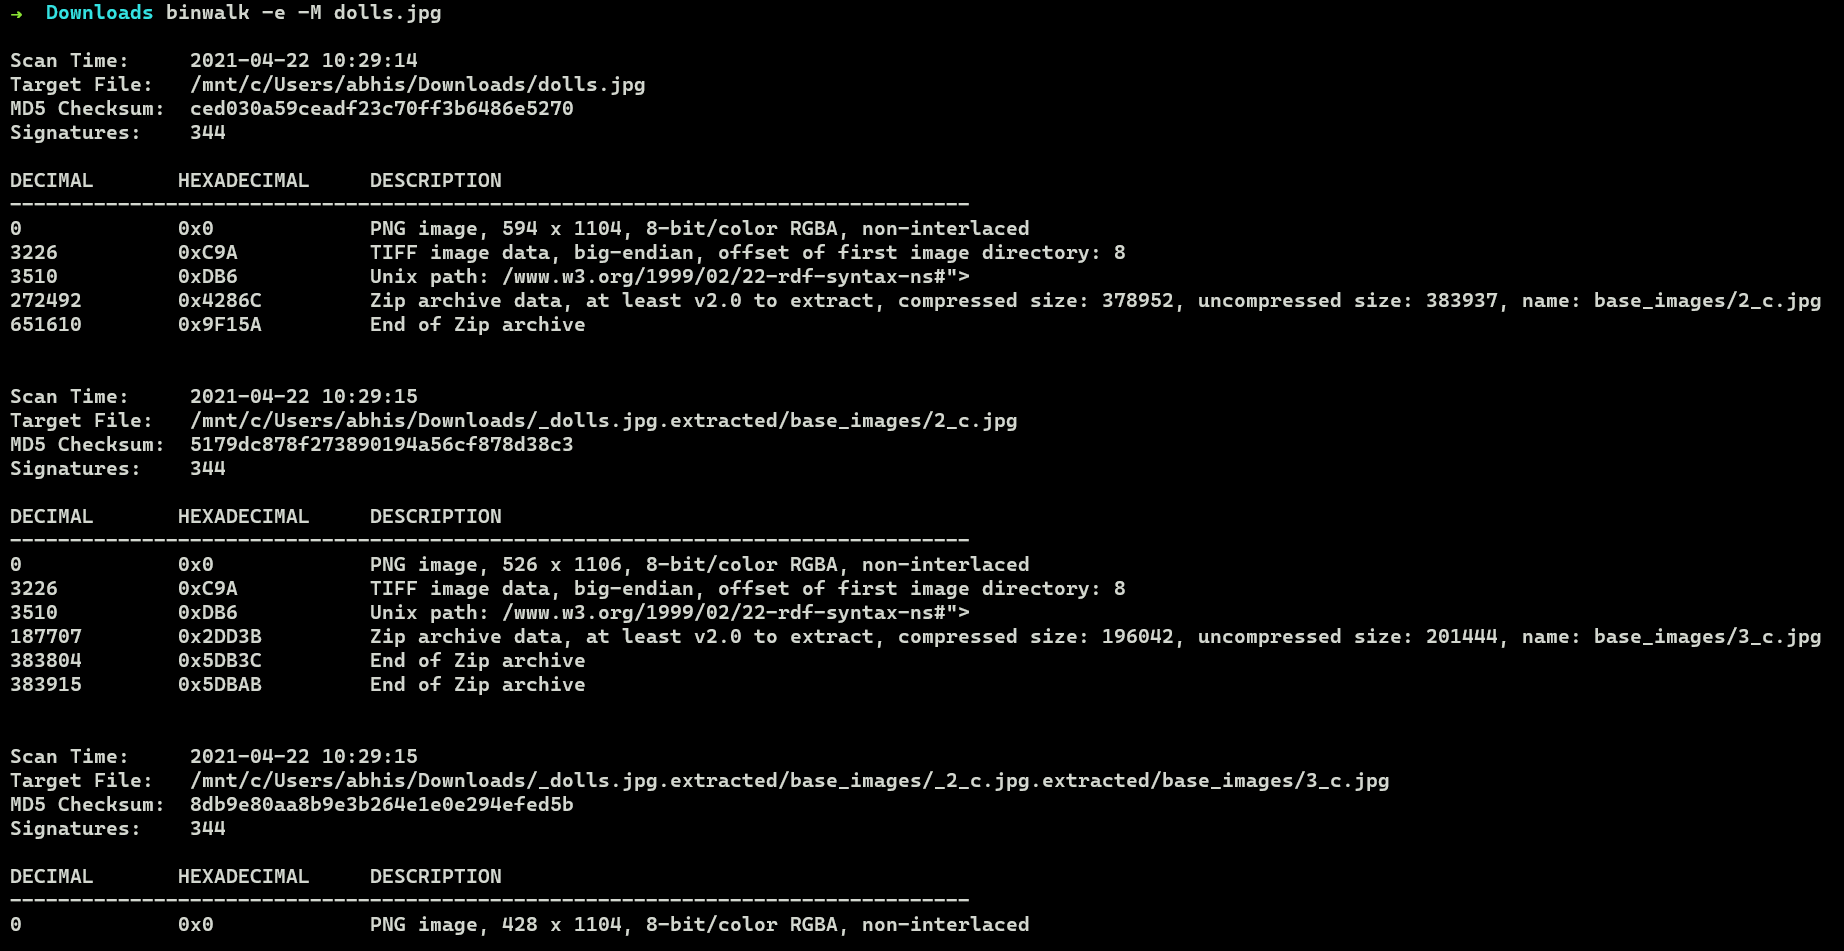 ➜  Downloads binwalk -e -M dolls.jpg
Scan Time:     2021-04-22 10:29:14
Target File:   /mnt/c/Users/abhis/Downloads/dolls.jpg
MD5 Checksum:  ced030a59ceadf23c70ff3b6486e5270
Signatures:    344
DECIMAL       HEXADECIMAL     DESCRIPTION
--------------------------------------------------------------------------------
0             0x0             PNG image, 594 x 1104, 8-bit/color RGBA, non-interlaced
3226          0xC9A           TIFF image data, big-endian, offset of first image directory: 8
3510          0xDB6           Unix path: /www.w3.org/1999/02/22-rdf-syntax-ns#">
272492        0x4286C         Zip archive data, at least v2.0 to extract, compressed size: 378952, uncompressed size: 383937, name: base_images/2_c.jpg
651610        0x9F15A         End of Zip archive
Scan Time:     2021-04-22 10:29:15
Target File:   /mnt/c/Users/abhis/Downloads/_dolls.jpg.extracted/base_images/2_c.jpg
MD5 Checksum:  5179dc878f273890194a56cf878d38c3
Signatures:    344
DECIMAL       HEXADECIMAL     DESCRIPTION
--------------------------------------------------------------------------------
0             0x0             PNG image, 526 x 1106, 8-bit/color RGBA, non-interlaced
3226          0xC9A           TIFF image data, big-endian, offset of first image directory: 8
3510          0xDB6           Unix path: /www.w3.org/1999/02/22-rdf-syntax-ns#">
187707        0x2DD3B         Zip archive data, at least v2.0 to extract, compressed size: 196042, uncompressed size: 201444, name: base_images/3_c.jpg
383804        0x5DB3C         End of Zip archive
383915        0x5DBAB         End of Zip archive
Scan Time:     2021-04-22 10:29:15
Target File:   /mnt/c/Users/abhis/Downloads/_dolls.jpg.extracted/base_images/_2_c.jpg.extracted/base_images/3_c.jpg
MD5 Checksum:  8db9e80aa8b9e3b264e1e0e294efed5b
Signatures:    344
DECIMAL       HEXADECIMAL     DESCRIPTION
--------------------------------------------------------------------------------
0             0x0             PNG image, 428 x 1104, 8-bit/color RGBA, non-interlaced